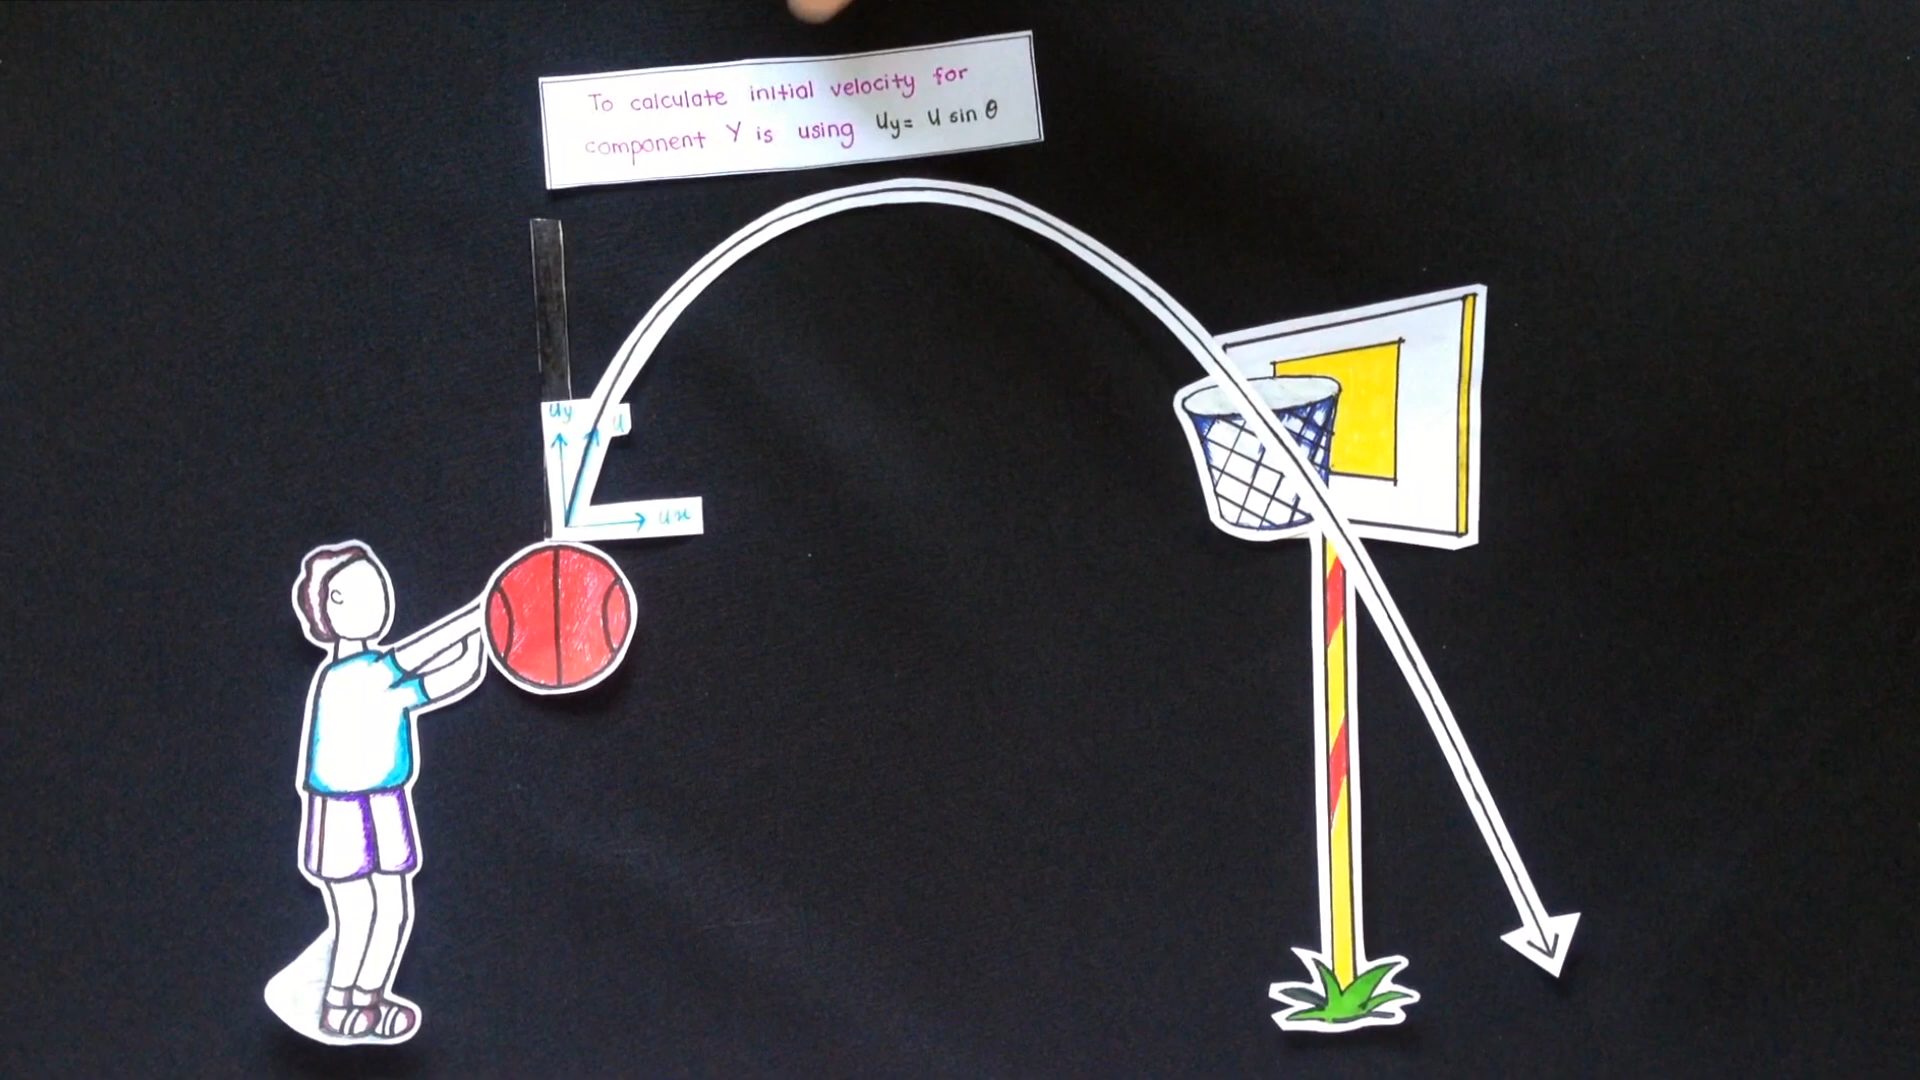 To calculate initial velocity for
component Y is using Uy = U sin θ
Uy
U
Ux